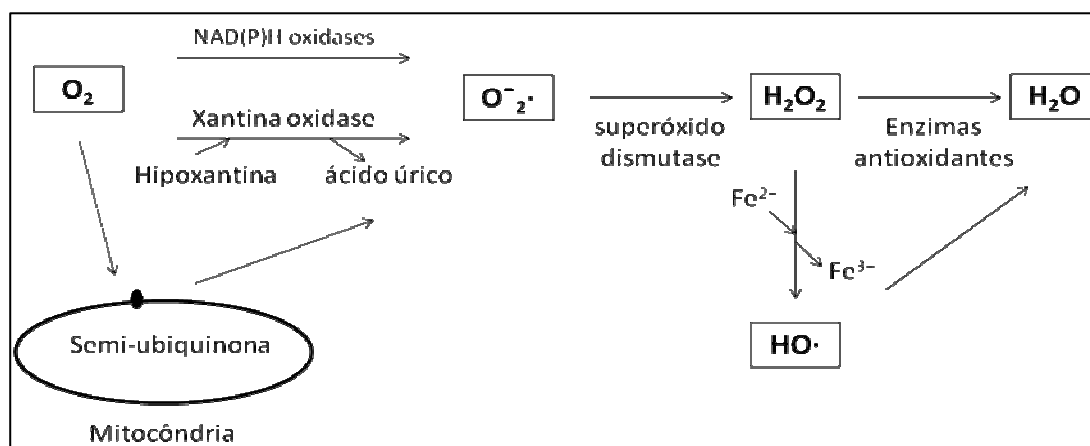 NAD(P)H oxidases
O₂
Xantina oxidase
Hipoxantina
ácido úrico
O⁻₂·
superóxido
dismutase
H₂O₂
Enzimas
antioxidantes
H₂O
Fe²⁻
Fe³⁻
HO·
Semi-ubiquinona
Mitocôndria